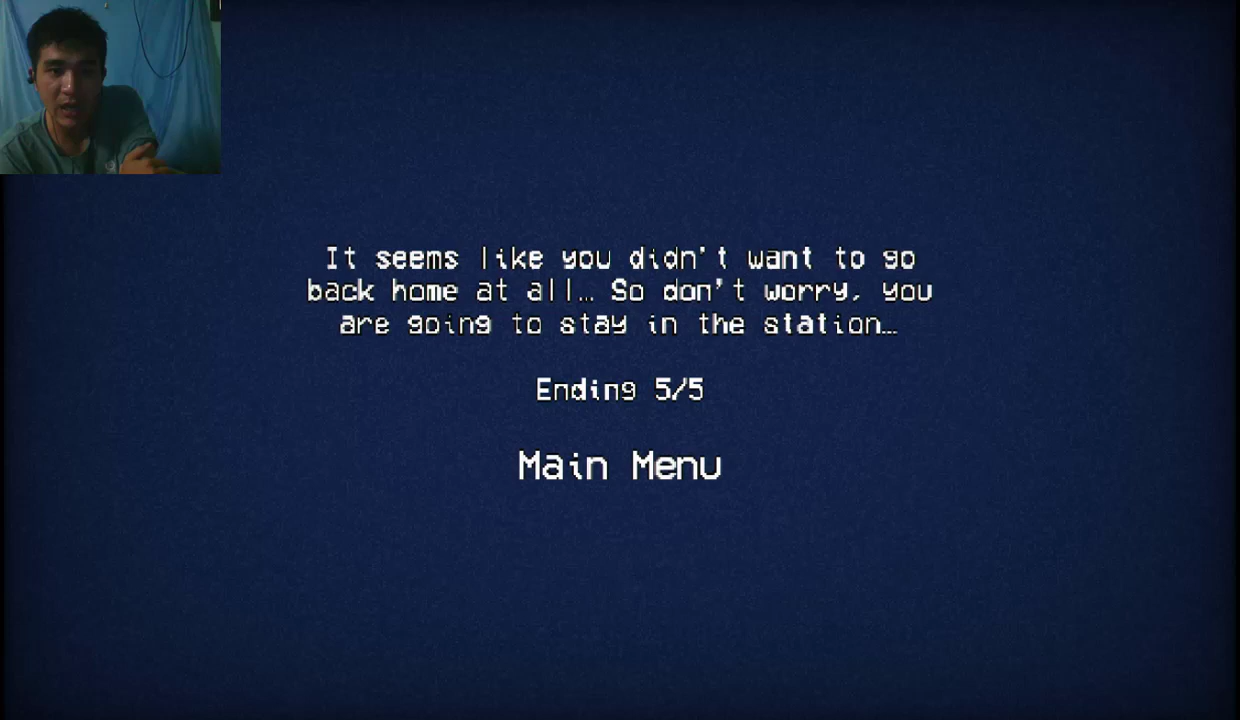 It seems like you didn't want to go
back home at all... So don't worry, you
are going to stay in the station...
Ending 5/5
Main Menu